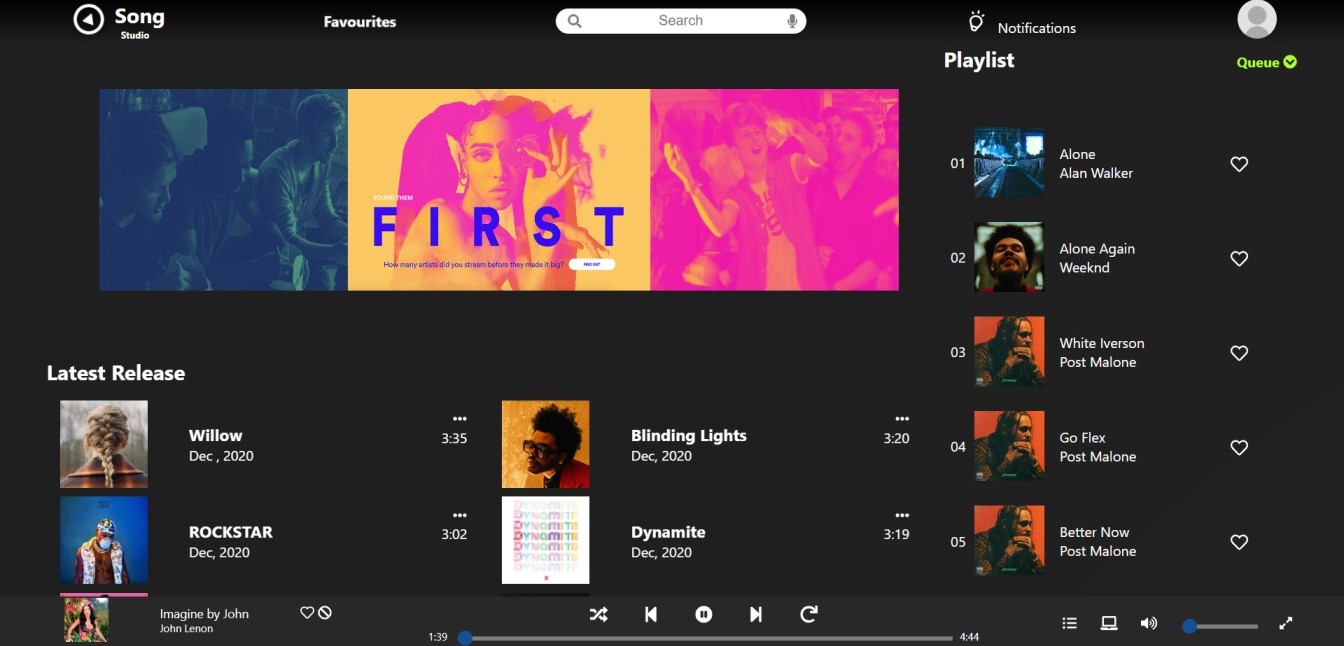 Song
Studio
Favourites
Search
Notifications
Playlist
Queue
FOUND THEM
FIRST
How many artists did you stream before they made it big?
FIND OUT
01
Alone
Alan Walker
02
Alone Again
Weeknd
03
White Iverson
Post Malone
04
Go Flex
Post Malone
05
Better Now
Post Malone
Latest Release
Willow
Dec , 2020
3:35
Blinding Lights
Dec, 2020
3:20
ROCKSTAR
Dec, 2020
3:02
DYNAMITE
DYNAMITE
DYNAMITE
DYNAMITE
DYNAMITE
DYNAMITE
Dynamite
Dec, 2020
3:19
Imagine by John
John Lenon
1:39
4:44